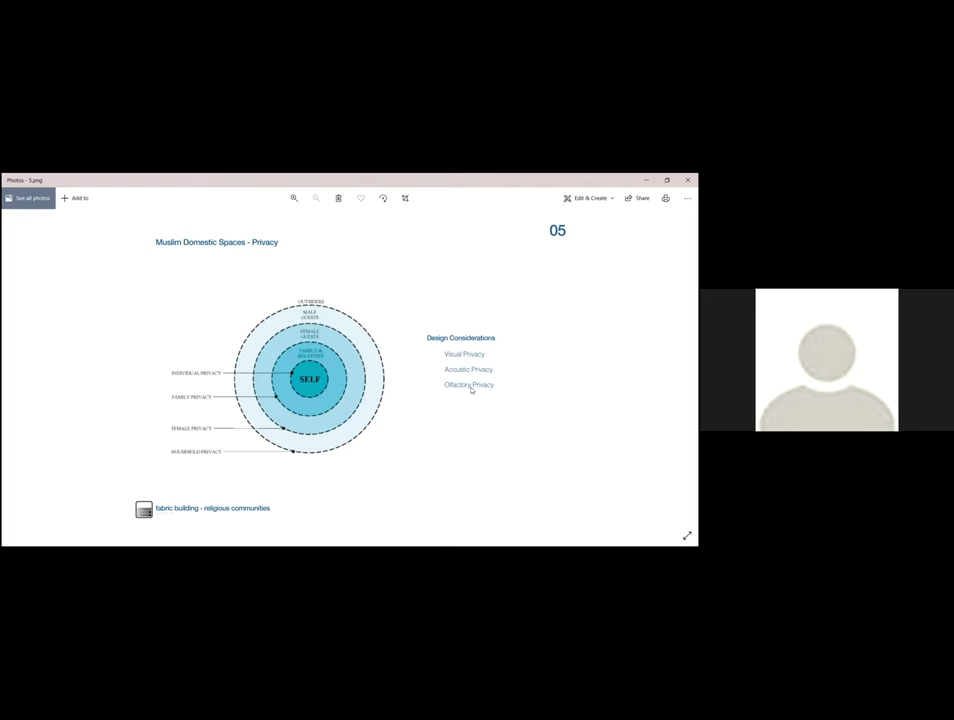 Photos - 5.png
See all photos
Add to
Edit & Create
Share
05
Muslim Domestic Spaces - Privacy
OUTSIDERS
MALE
GUESTS
FEMALE
GUESTS
FAMILY &
RELATIVES
SELF
INDIVIDUAL PRIVACY
FAMILY PRIVACY
FEMALE PRIVACY
HOUSEHOLD PRIVACY
Design Considerations
Visual Privacy
Acoustic Privacy
Olfactory Privacy
fabric building - religious communities